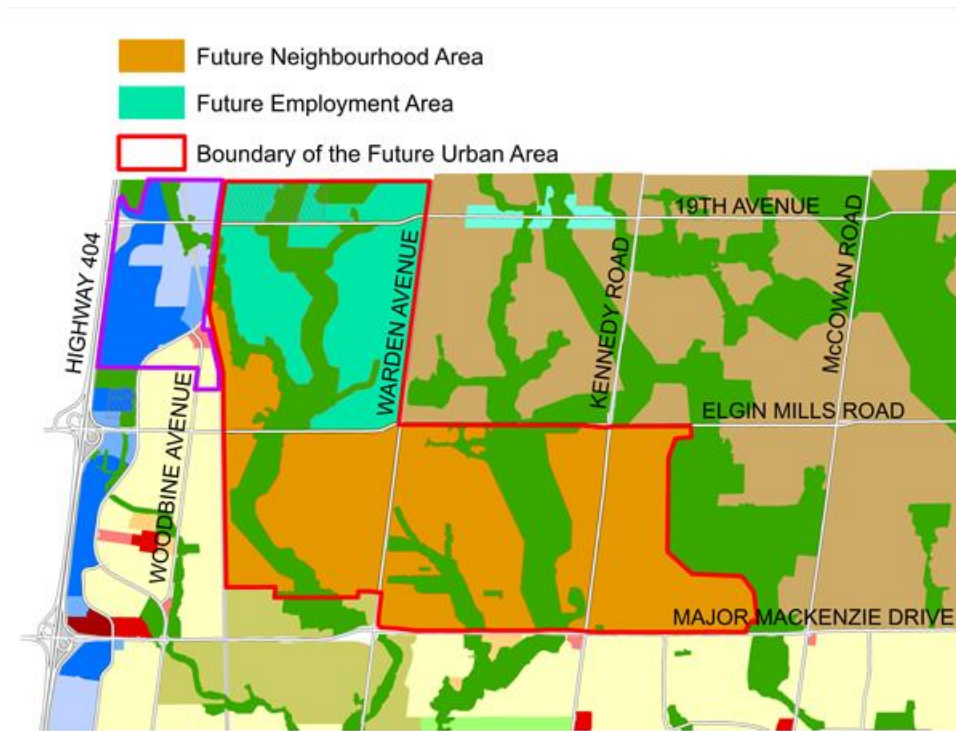 Future Neighbourhood Area
Future Employment Area
Boundary of the Future Urban Area
19TH AVENUE
HIGHWAY 404
WARDEN AVENUE
KENNEDY ROAD
McCOWAN ROAD
ELGIN MILLS ROAD
WOODBINE AVENUE
MAJOR MACKENZIE DRIVE